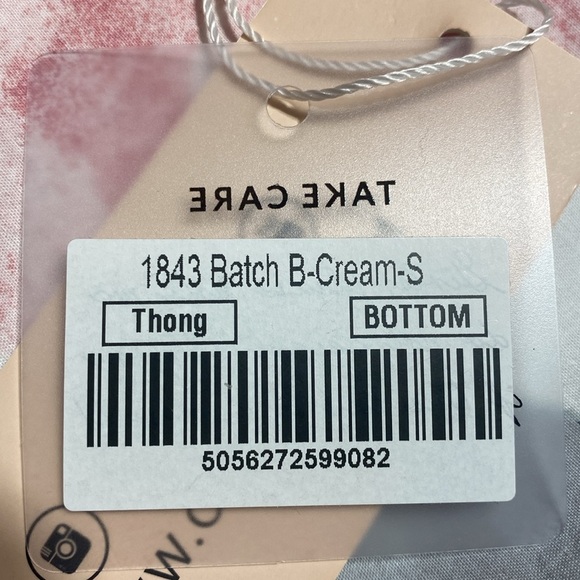 TAKE CARE
1843 Batch B-Cream-S
Thong BOTTOM
5056272599082